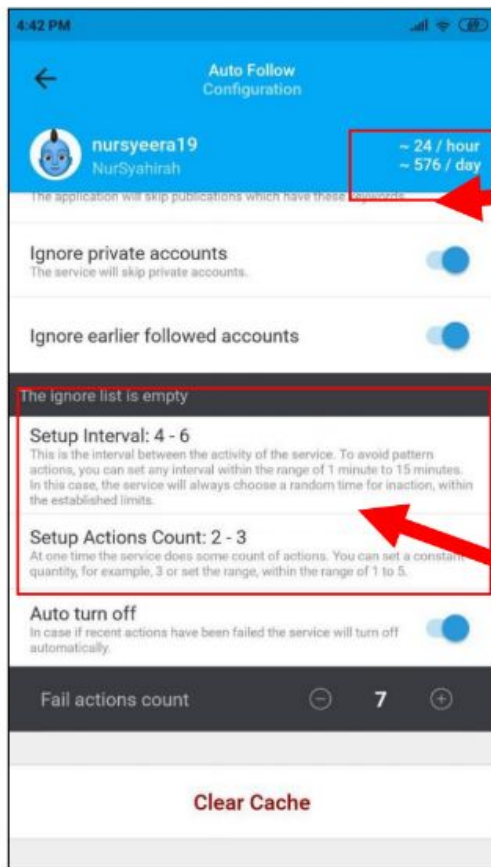 4:42 PM
69
Auto Follow
Configuration
nursyeera19
NurSyahirah
~ 24 / hour
~ 576 / day
The application will skip publications which have these keywords.
Ignore private accounts
The service will skip private accounts.
Ignore earlier followed accounts
The ignore list is empty
Setup Interval: 4 - 6
This is the interval between the activity of the service. To avoid pattern
actions, you can set any interval within the range of 1 minute to 15 minutes.
In this case, the service will always choose a random time for inaction, within
the established limits.
Setup Actions Count: 2 - 3
At one time the service does some count of actions. You can set a constant
quantity, for example, 3 or set the range, within the range of 1 to 5.
Auto turn off
In case if recent actions have been failed the service will turn off
automatically.
Fail actions count
7
Clear Cache